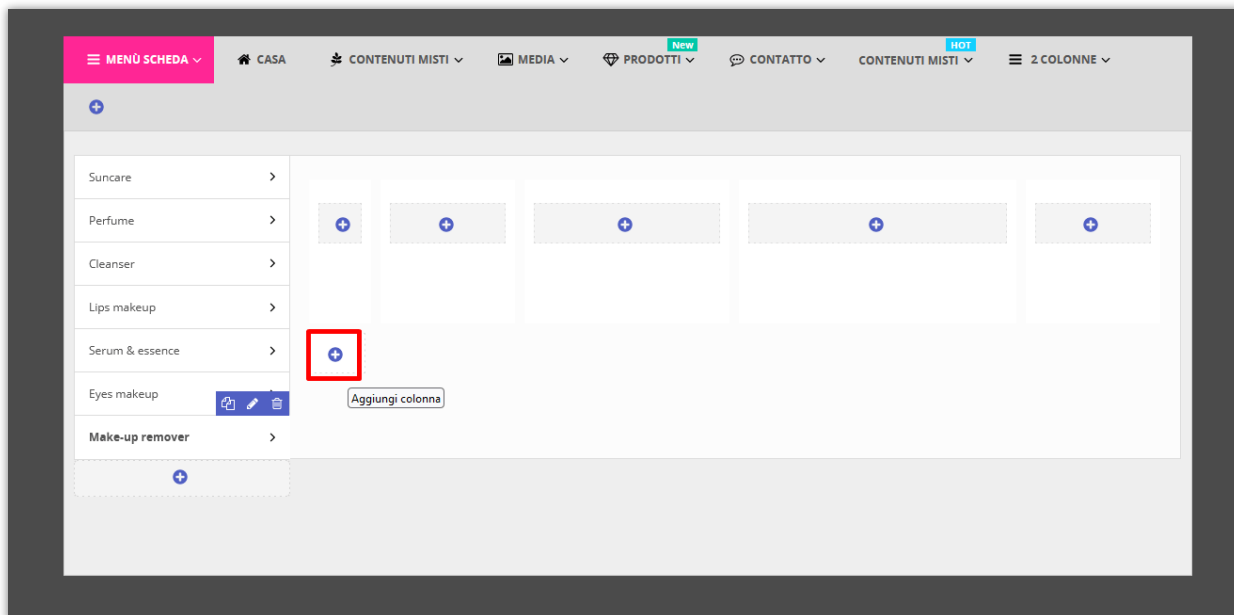 New HOT
MENÙ SCHEDA CASA CONTENUTI MISTI MEDIA PRODOTTI CONTATTO CONTENUTI MISTI 2 COLONNE
Suncare
Perfume
Cleanser
Lips makeup
Serum & essence
Eyes makeup
Aggiungi colonna
Make-up remover